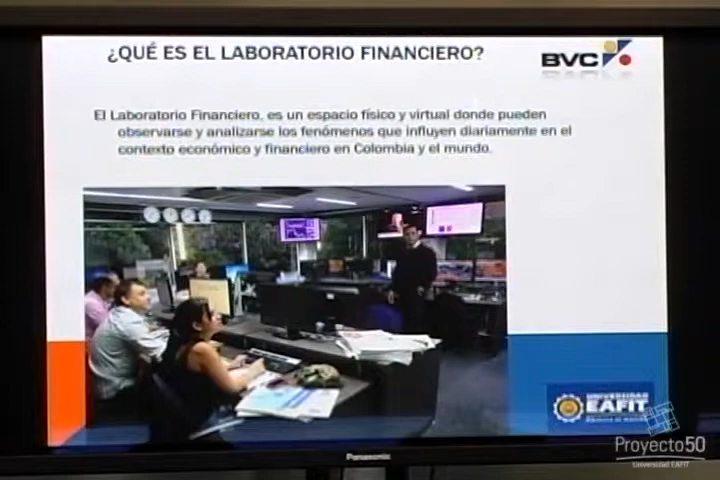 ¿QUÉ ES EL LABORATORIO FINANCIERO?
BVC
El Laboratorio Financiero, es un espacio físico y virtual donde pueden
observarse y analizarse los fenómenos que influyen diariamente en el
contexto económico y financiero en Colombia y el mundo.
UNIVERSIDAD
EAFIT
Proyecto50
Universidad EAFIT
Panasonic